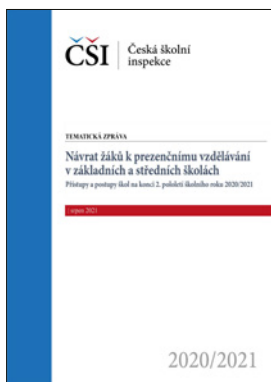 ČŠI
Česká školní
inspekce
TEMATICKÁ ZPRÁVA
Návrat žáků k prezenčnímu vzdělávání
v základních a středních školách
Přístupy a postupy škol na konci 2. pololetí školního roku 2020/2021
srpen 2021
2020/2021